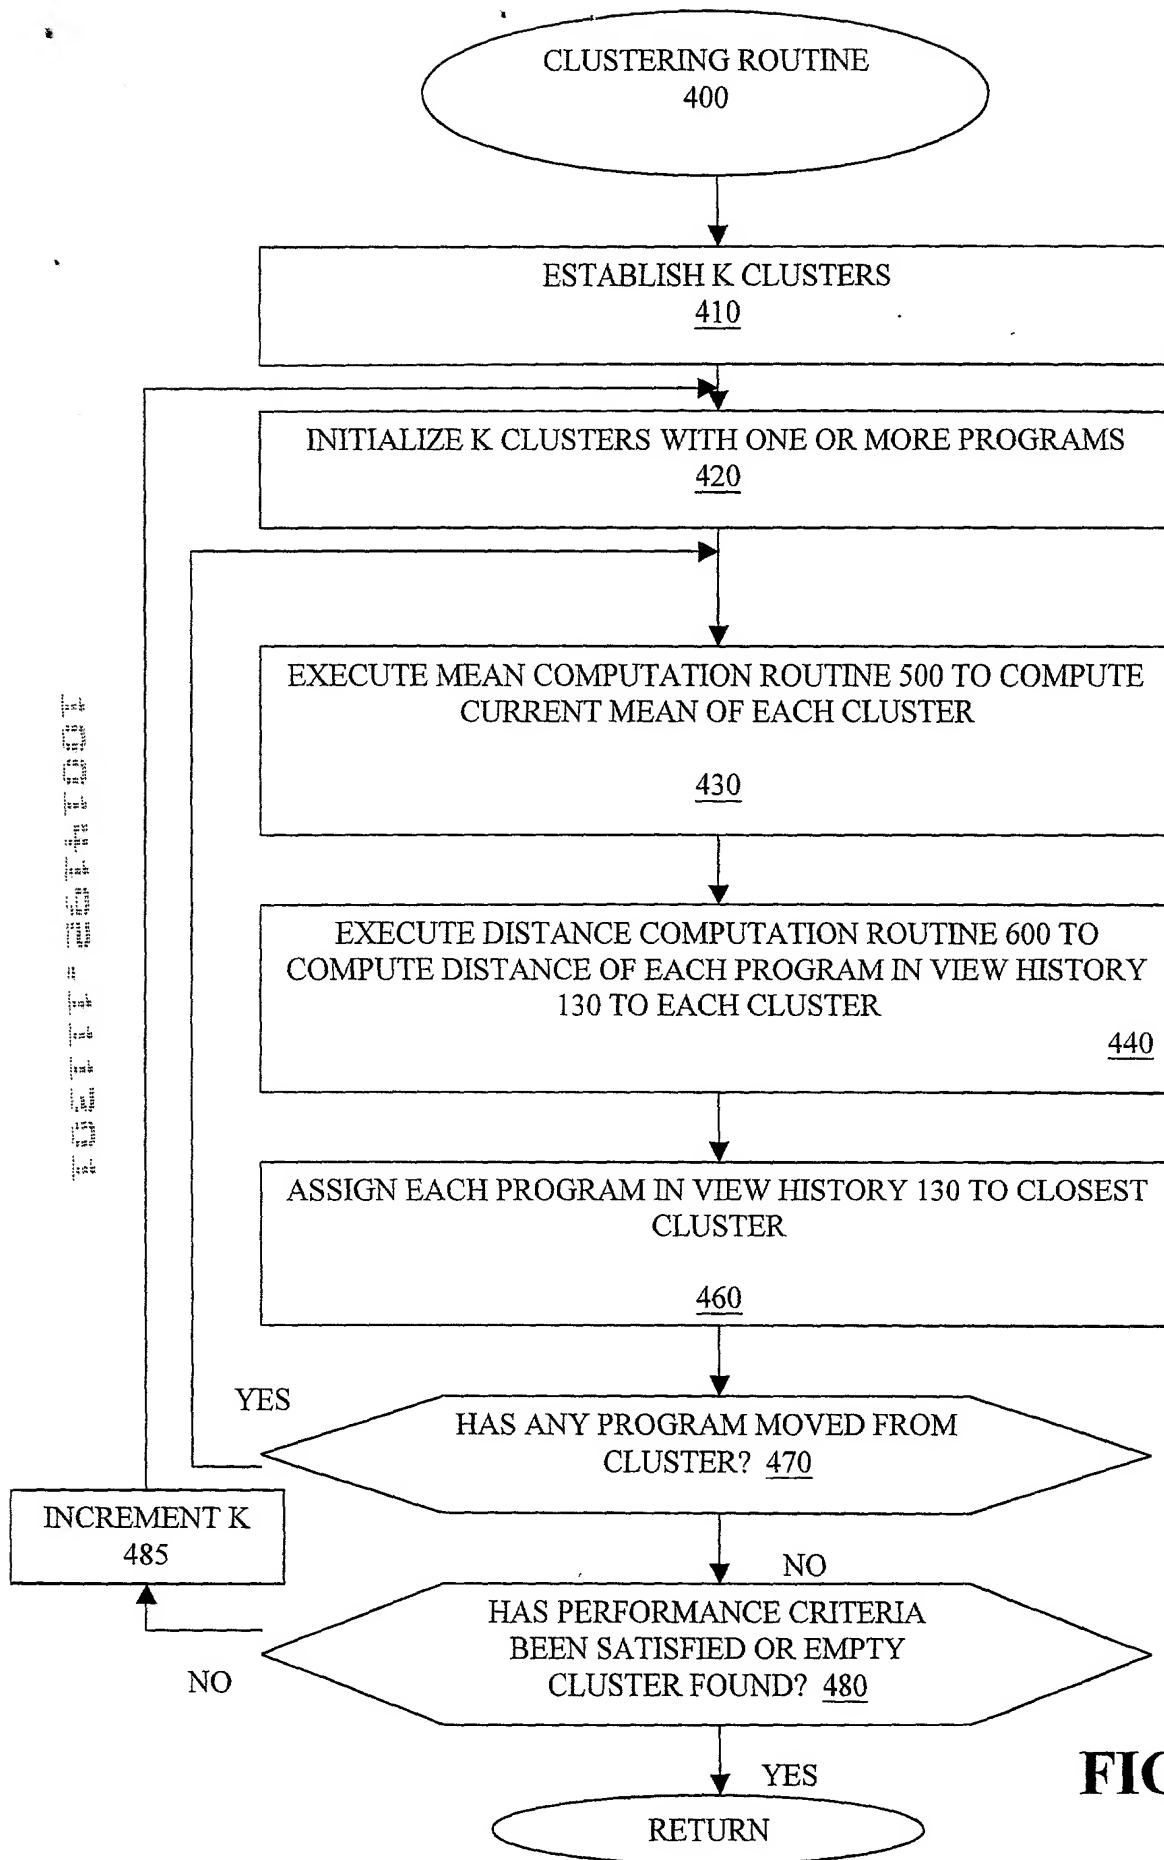 CLUSTERING ROUTINE
400
ESTABLISH K CLUSTERS
410
INITIALIZE K CLUSTERS WITH ONE OR MORE PROGRAMS
420
EXECUTE MEAN COMPUTATION ROUTINE 500 TO COMPUTE
CURRENT MEAN OF EACH CLUSTER
430
EXECUTE DISTANCE COMPUTATION ROUTINE 600 TO
COMPUTE DISTANCE OF EACH PROGRAM IN VIEW HISTORY
130 TO EACH CLUSTER
440
ASSIGN EACH PROGRAM IN VIEW HISTORY 130 TO CLOSEST
CLUSTER
460
YES
HAS ANY PROGRAM MOVED FROM
CLUSTER? 470
INCREMENT K
485
NO
HAS PERFORMANCE CRITERIA
BEEN SATISFIED OR EMPTY
CLUSTER FOUND? 480
NO
YES
RETURN
10014192.111301